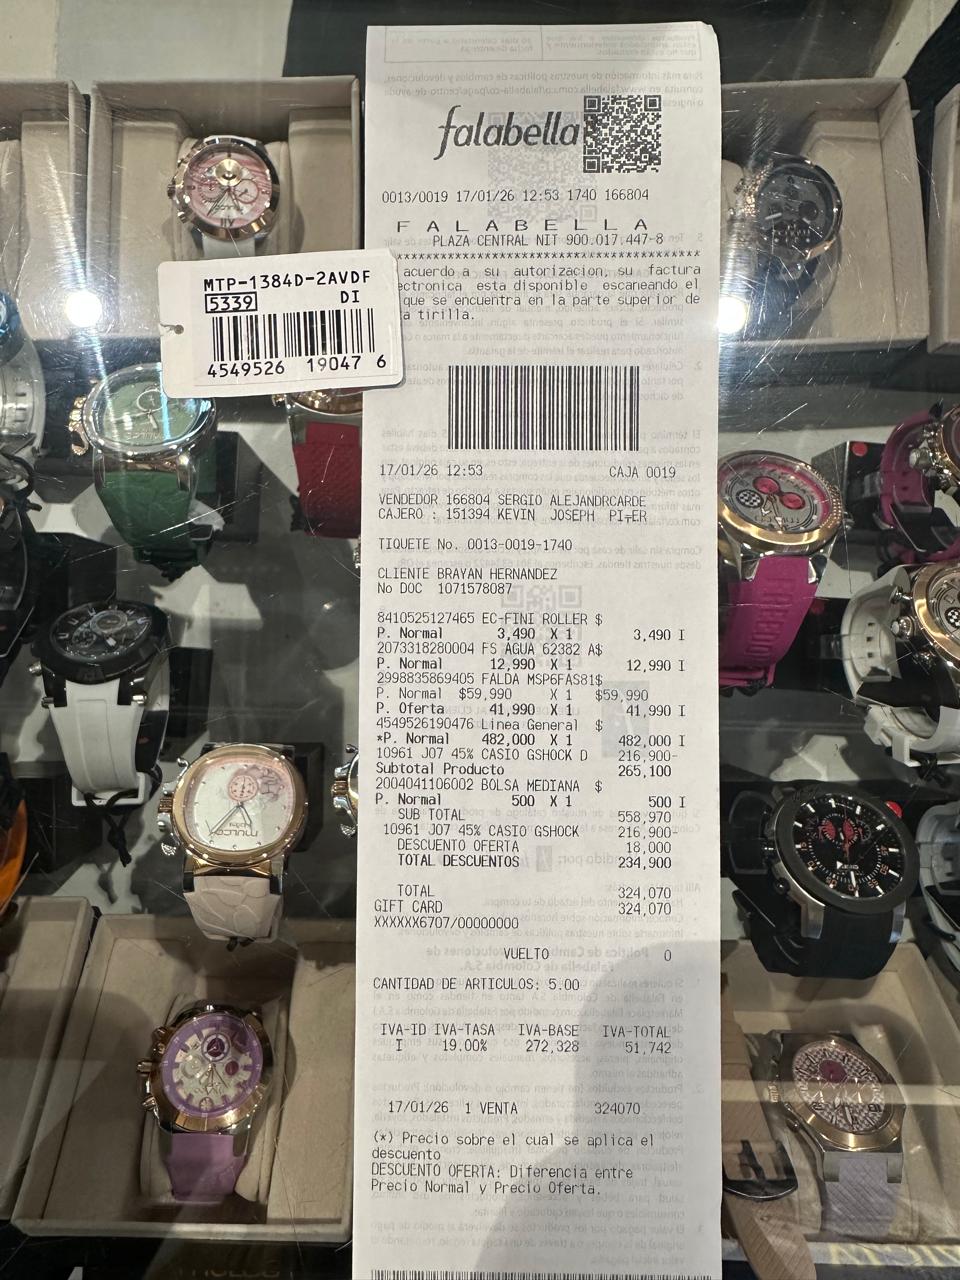 falabella
0013/0019 17/01/26 12:53 1740 166804
FALABELLA
PLAZA CENTRAL NIT 900.017.447-8
MTP-1384D-2AVDF
5339 DI
4549526 19047 6
acuerdo a su autorizacion, su factura
ectronica esta disponible escaneando el
que se encuentra en la parte superior de
a tirilla.
17/01/26 12:53 CAJA 0019
VENDEDOR 166804 SERGIO ALEJANDRCARDE
CAJERO : 151394 KEVIN JOSEPH PI┬ER
TIQUETE No. 0013-0019-1740
CLIENTE BRAYAN HERNANDEZ
No DOC 1071578087
8410525127465 EC-FINI ROLLER $
P. Normal 3,490 X 1 3,490 I
2073318280004 FS AGUA 62382 A$
P. Normal 12,990 X 1 12,990 I
2998835869405 FALDA MSP6FAS81$
P. Normal $59,990 X 1 $59,990
P. Oferta 41,990 X 1 41,990 I
4549526190476 Linea General $
*P. Normal 482,000 X 1 482,000 I
10961 J07 45% CASIO GSHOCK D 216,900-
Subtotal Producto 265,100
2004041106002 BOLSA MEDIANA $
P. Normal 500 X 1 500 I
SUB TOTAL 558,970
10961 J07 45% CASIO GSHOCK 216,900-
DESCUENTO OFERTA 18,000
TOTAL DESCUENTOS 234,900
TOTAL 324,070
GIFT CARD 324,070
XXXXXX6707/00000000
VUELTO 0
CANTIDAD DE ARTICULOS: 5.00
IVA-ID IVA-TASA IVA-BASE IVA-TOTAL
I 19.00% 272,328 51,742
17/01/26 1 VENTA 324070
(*) Precio sobre el cual se aplica el
descuento
DESCUENTO OFERTA: Diferencia entre
Precio Normal y Precio Oferta.